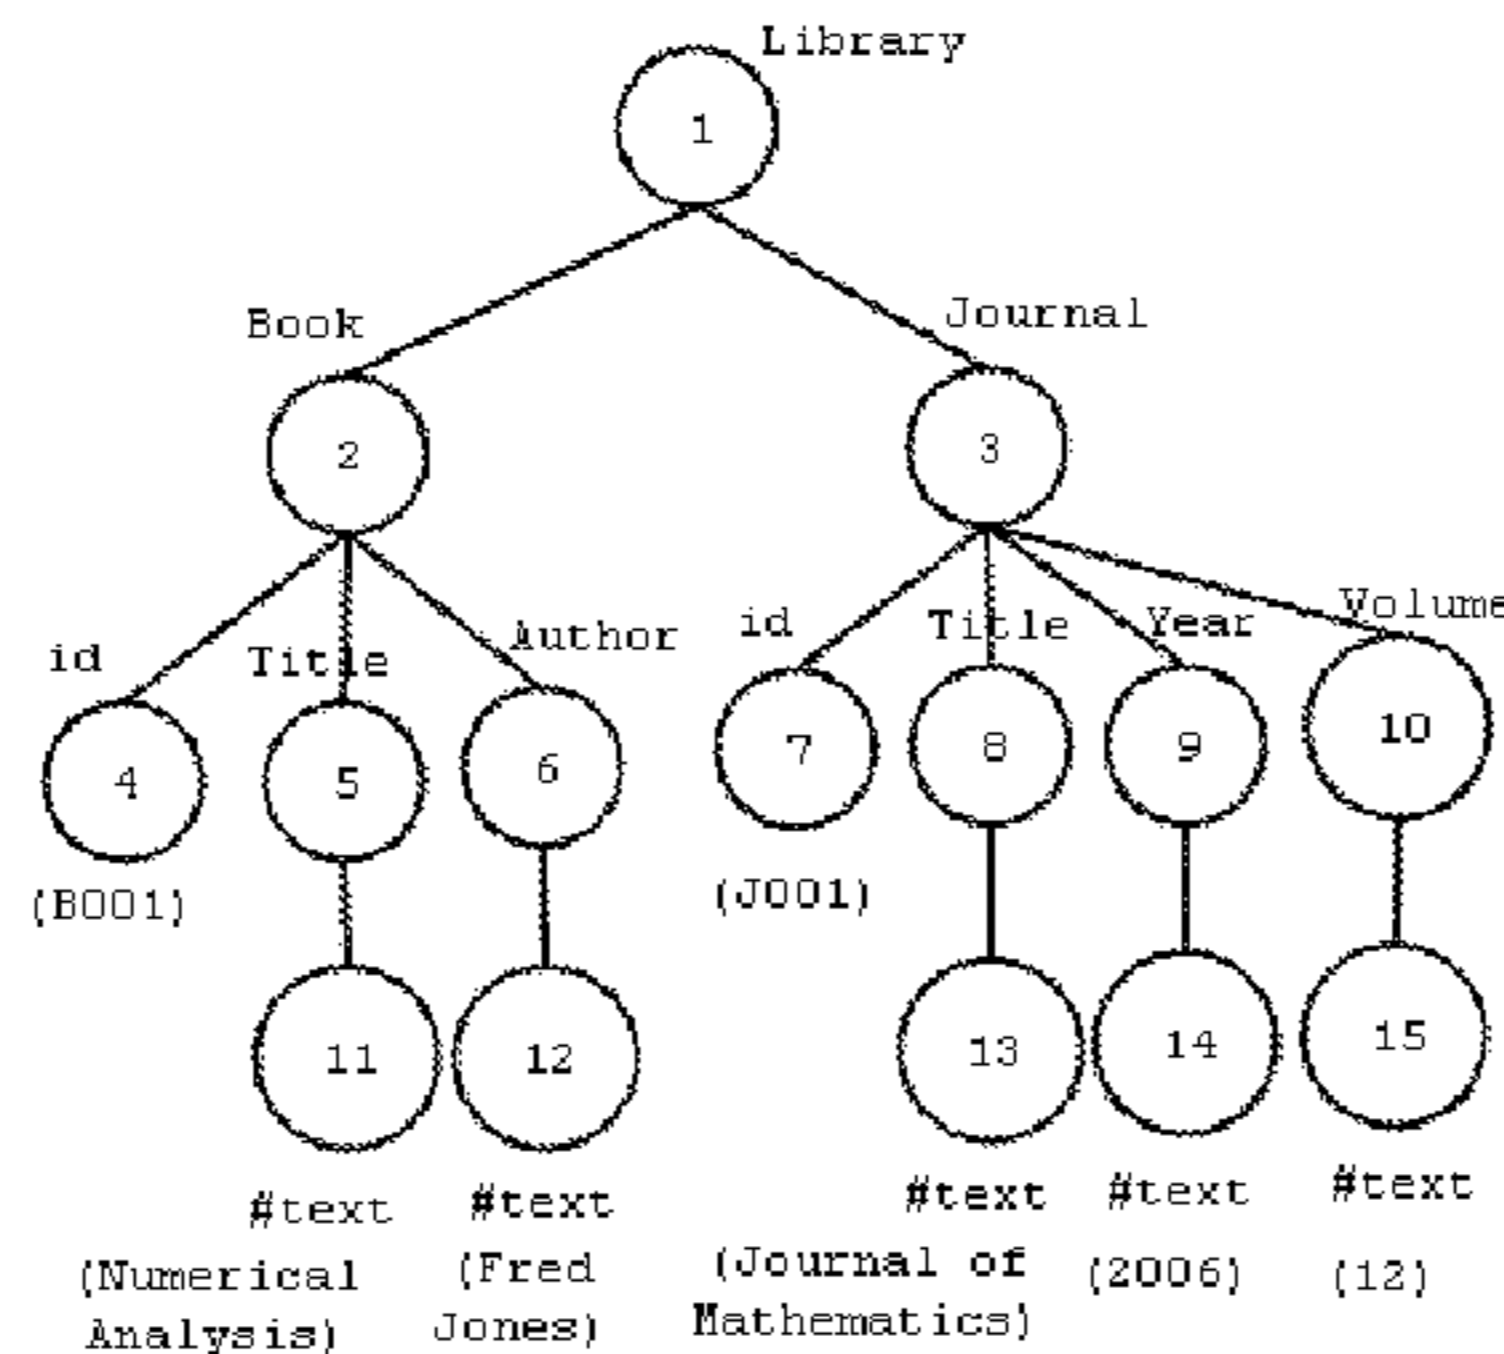 Library
1
Book
Journal
2
3
id
Title
Author
id
Title
Year
Volume
4
5
6
7
8
9
10
(B001)
(J001)
11
12
13
14
15
#text
#text
#text
#text
#text
(Numerical
Analysis)
(Fred
Jones)
(Journal of
Mathematics)
(2006)
(12)